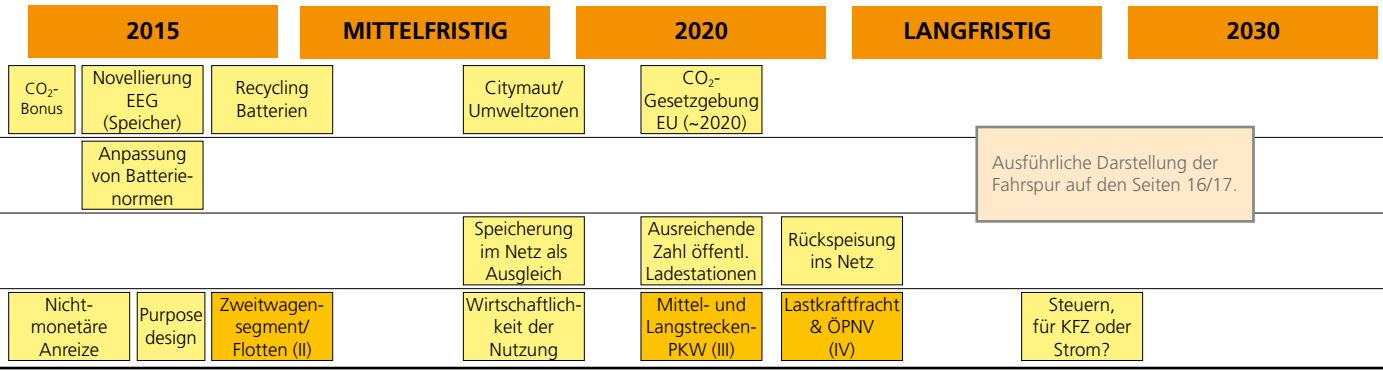 2015
MITTELFRISTIG
2020
LANGFRISTIG
2030
CO₂-
Bonus
Novellierung
EEG
(Speicher)
Recycling
Batterien
Citymaut/
Umweltzonen
CO₂-
Gesetzgebung
EU (~2020)
Anpassung
von Batterie-
normen
Ausführliche Darstellung der
Fahrspur auf den Seiten 16/17.
Speicherung
im Netz als
Ausgleich
Ausreichende
Zahl öffentl.
Ladestationen
Rückspeisung
ins Netz
Nicht-
monetäre
Anreize
Purpose
design
Zweitwagen-
segment/
Flotten (II)
Wirtschaftlich-
keit der
Nutzung
Mittel- und
Langstrecken-
PKW (III)
Lastkraftfracht
& ÖPNV
(IV)
Steuern,
für KFZ oder
Strom?